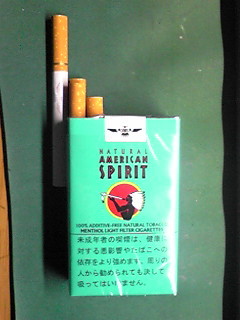 NATURAL
AMERICAN
SPIRIT
100% ADDITIVE-FREE NATURAL TOBACCO
MENTHOL LIGHT FILTER CIGARETTES
未成年者の喫煙は、健康に
対する悪影響やたばこへの
依存をより強めます。周りの
人から勧められても決して
吸ってはいけません。